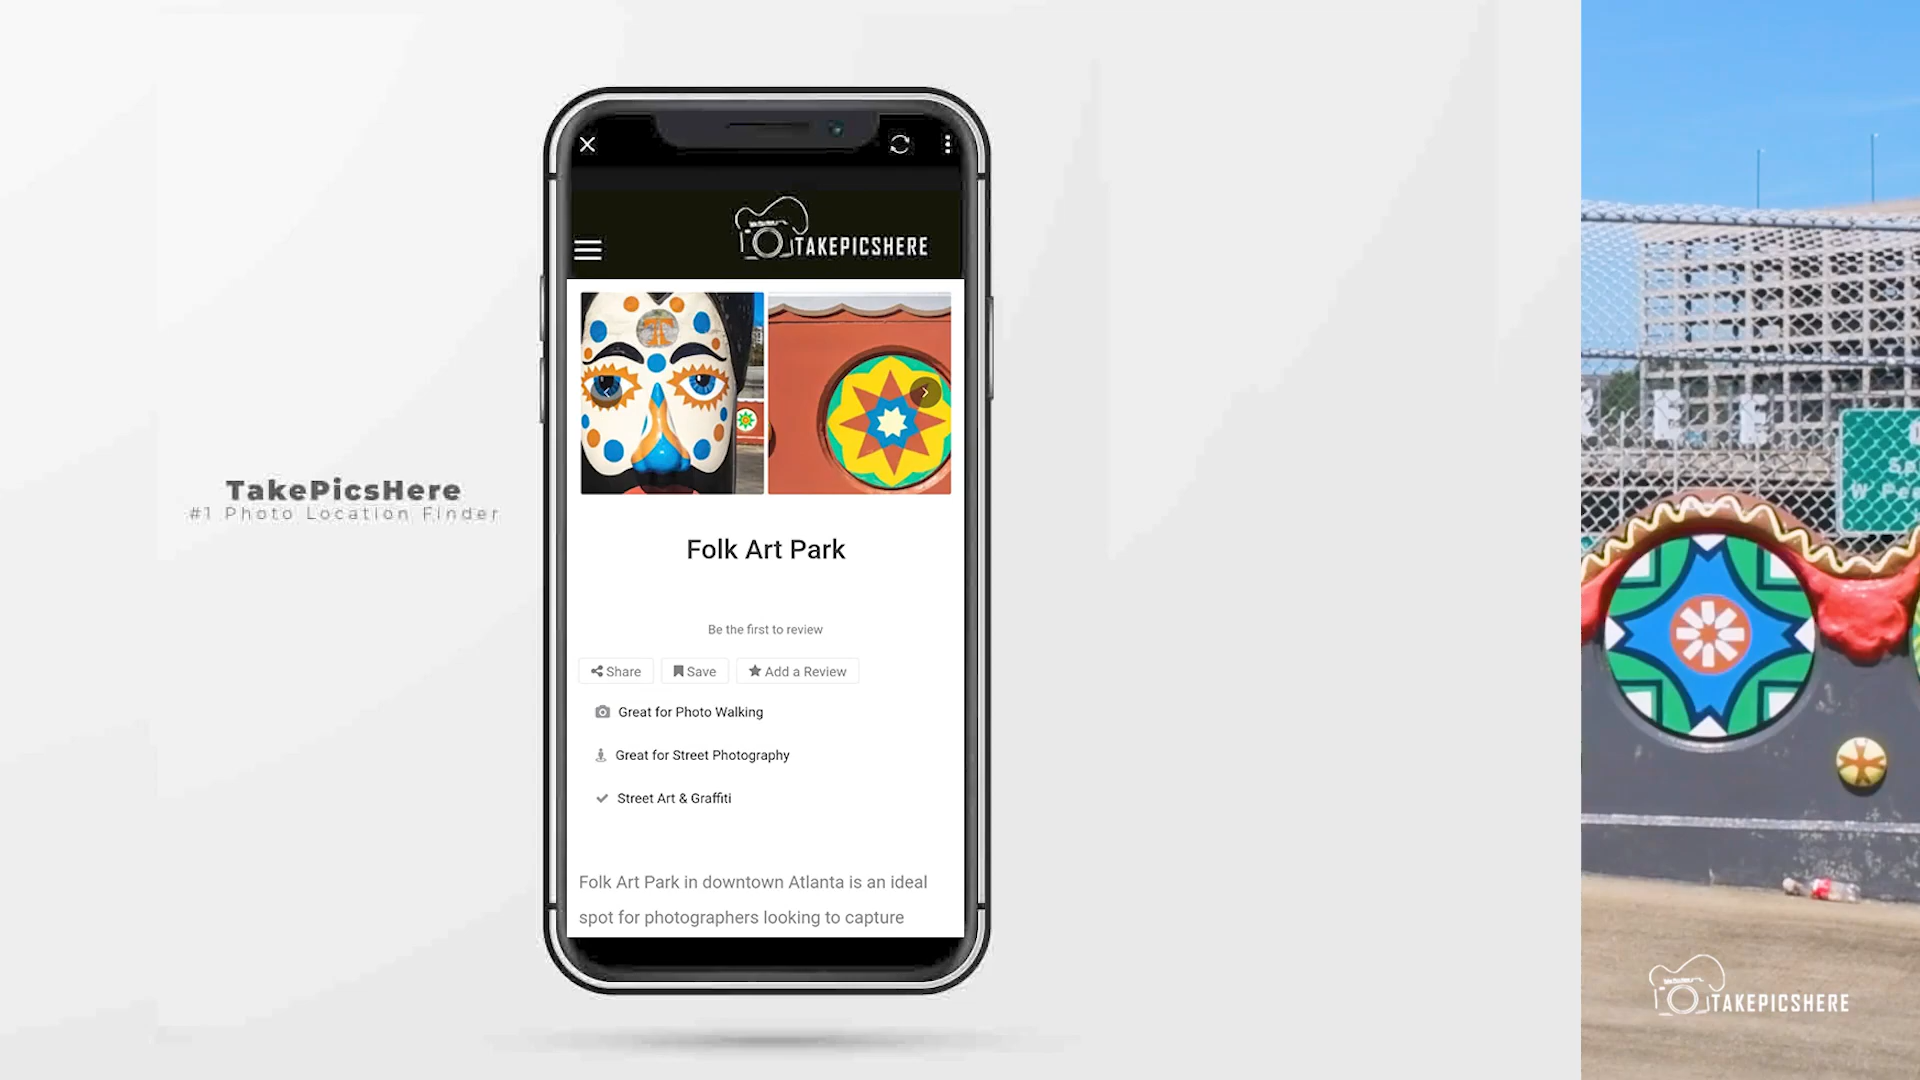 TAKEPICSHERE
TakePicsHere
#1 Photo Location Finder
Folk Art Park
Be the first to review
Share
Save
Add a Review
Great for Photo Walking
Great for Street Photography
Street Art & Graffiti
Folk Art Park in downtown Atlanta is an ideal
spot for photographers looking to capture
E E
Sp
W Pe
TAKEPICSHERE